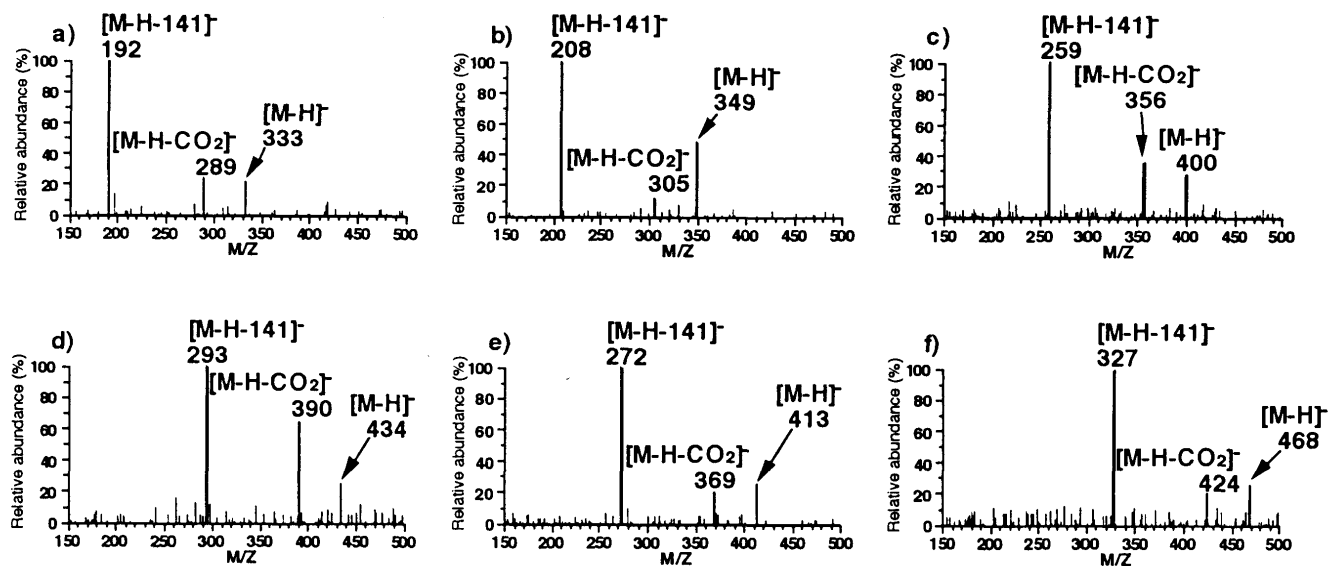 a)
[M-H-141]⁻
192
[M-H-CO₂]⁻
289
[M-H]⁻
333
Relative abundance (%)
100
80
60
40
20
0
150 200 250 300 350 400 450 500
M/Z
b)
[M-H-141]⁻
208
[M-H]⁻
349
[M-H-CO₂]⁻
305
Relative abundance (%)
100
80
60
40
20
0
150 200 250 300 350 400 450 500
M/Z
c)
[M-H-141]⁻
259
[M-H-CO₂]⁻
356
[M-H]⁻
400
Relative abundance (%)
100
80
60
40
20
0
150 200 250 300 350 400 450 500
M/Z
d)
[M-H-141]⁻
293
[M-H-CO₂]⁻
390
[M-H]⁻
434
Relative abundance (%)
100
80
60
40
20
0
150 200 250 300 350 400 450 500
M/Z
e)
[M-H-141]⁻
272
[M-H]⁻
413
[M-H-CO₂]⁻
369
Relative abundance (%)
100
80
60
40
20
0
150 200 250 300 350 400 450 500
M/Z
f)
[M-H-141]⁻
327
[M-H]⁻
468
[M-H-CO₂]⁻
424
Relative abundance (%)
100
80
60
40
20
0
150 200 250 300 350 400 450 500
M/Z